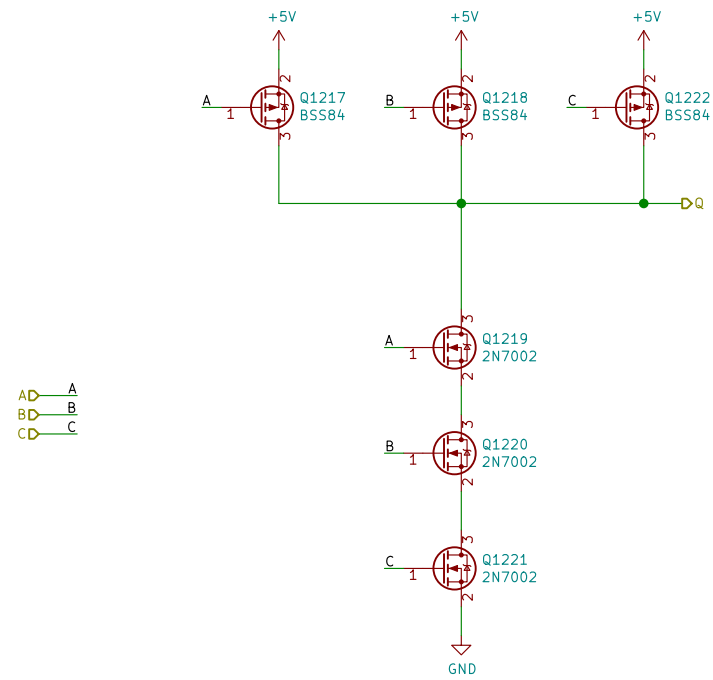 +5V +5V +5V
2 2 2
A 1 Q1217 B 1 Q1218 C 1 Q1222
BSS84 BSS84 BSS84
3 3 3
Q
3
A 1 Q1219
2N7002
2
A A
B B
C C
3
B 1 Q1220
2N7002
2
3
C 1 Q1221
2N7002
2
GND